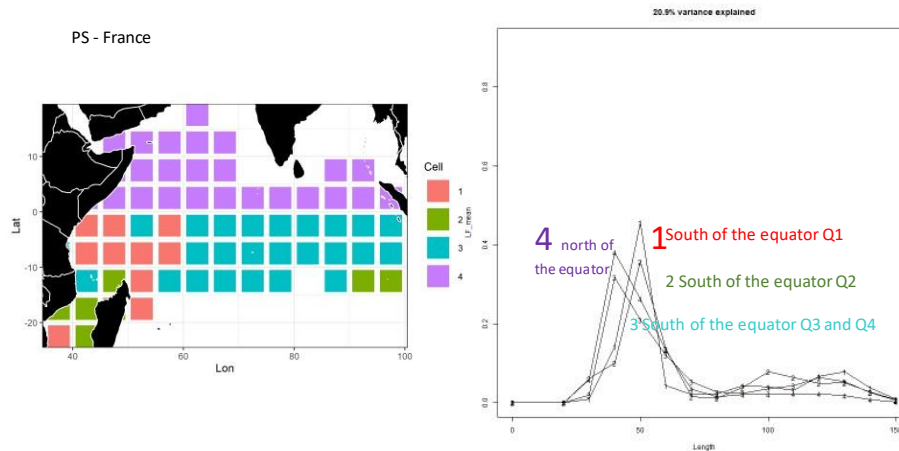 PS - France
20.9% variance explained
10
0
-10
-20
Lat
40
60
80
100
Lon
Cell
1
2
3
4
LF_mean
0.8
0.6
0.4
0.2
0.0
4 north of
the equator
1 South of the equator Q1
2 South of the equator Q2
3 South of the equator Q3 and Q4
0
50
100
150
Length